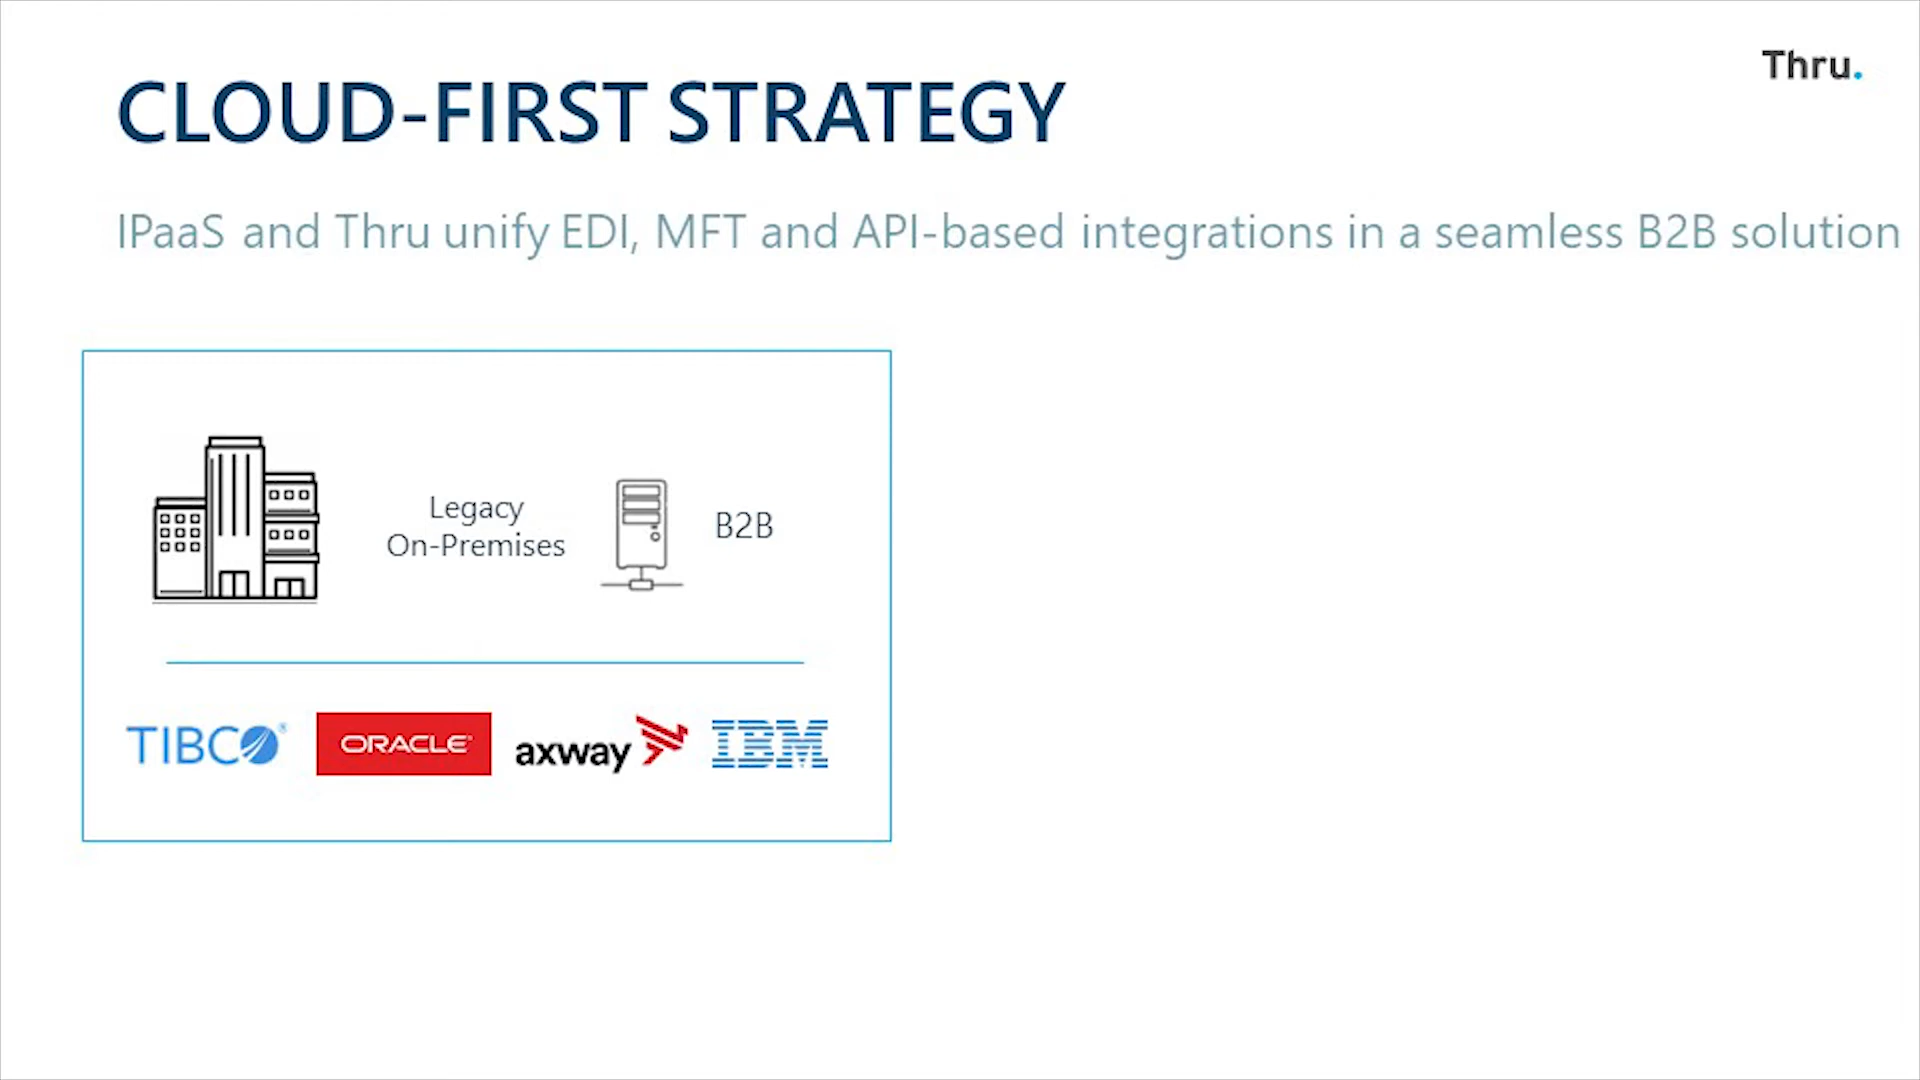 Thru.
CLOUD-FIRST STRATEGY
IPaaS and Thru unify EDI, MFT and API-based integrations in a seamless B2B solution
Legacy
On-Premises
B2B
TIBCO®
ORACLE
axway
IBM